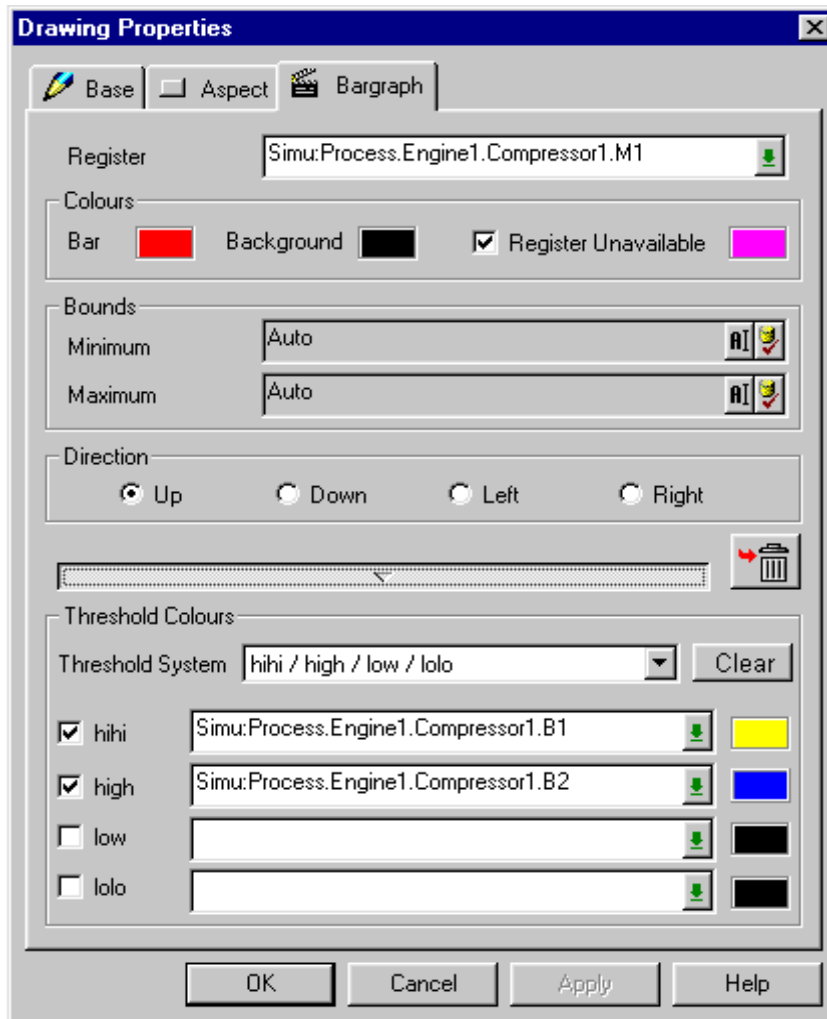 Drawing Properties
Base Aspect Bargraph
Register Simu:Process.Engine1.Compressor1.M1
Colours
Bar Background Register Unavailable
Bounds
Minimum Auto AI
Maximum Auto AI
Direction
Up Down Left Right
Threshold Colours
Threshold System hihi / high / low / lolo Clear
hihi Simu:Process.Engine1.Compressor1.B1
high Simu:Process.Engine1.Compressor1.B2
low
lolo
OK Cancel Apply Help